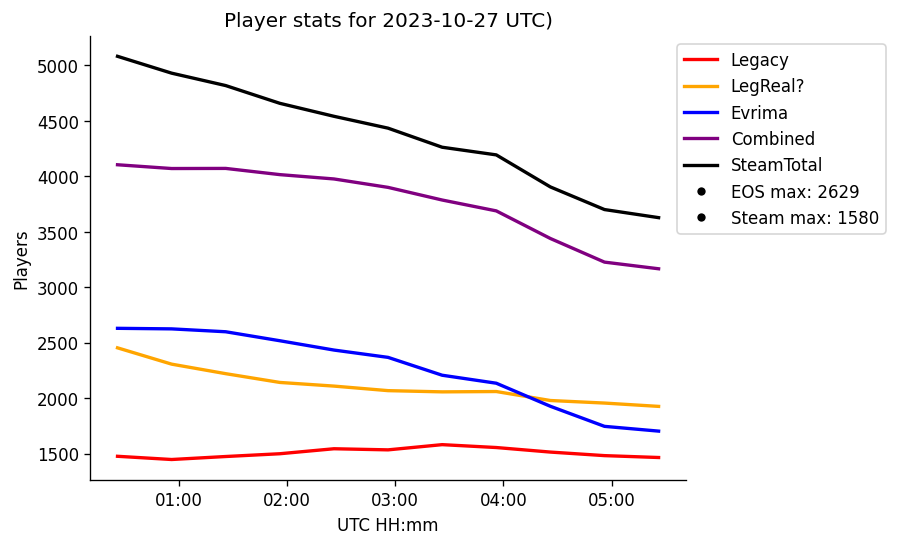 Player stats for 2023-10-27 UTC)
Players
5000
4500
4000
3500
3000
2500
2000
1500
01:00
02:00
03:00
04:00
05:00
UTC HH:mm
Legacy
LegReal?
Evrima
Combined
SteamTotal
EOS max: 2629
Steam max: 1580